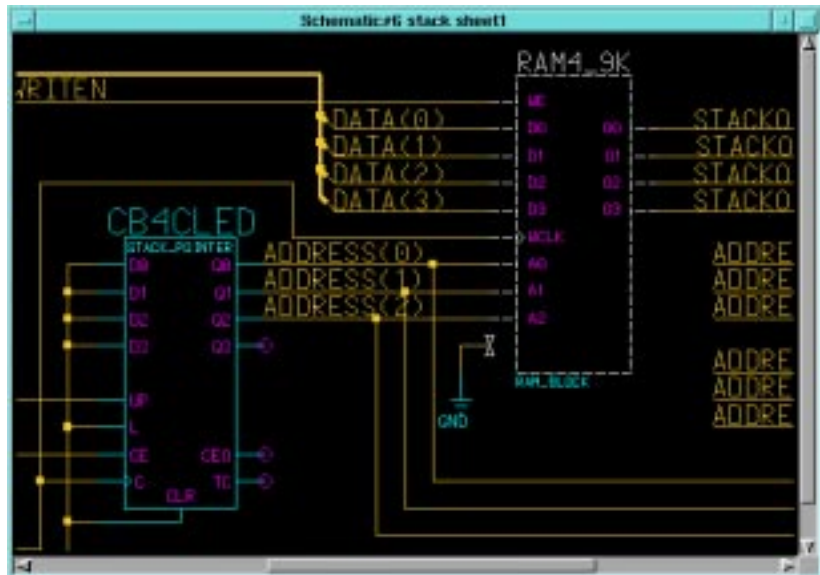 Schematic#6 stack sheet1
RAM4_9K
WRITEN
WE
DATA(0) D0 O0 STACKO
DATA(1) D1 O1 STACKO
DATA(2) D2 O2 STACKO
DATA(3) D3 O3 STACKO
CB4CLED
WCLK
STACK_POINTER
D0 Q0 ADDRESS(0) A0 ADDRE
D1 Q1 ADDRESS(1) A1 ADDRE
D2 Q2 ADDRESS(2) A2 ADDRE
D3 Q3
ADDRE
RAM_BLOCK ADDRE
UP GND ADDRE
L
CE CEO
C TC
CLR